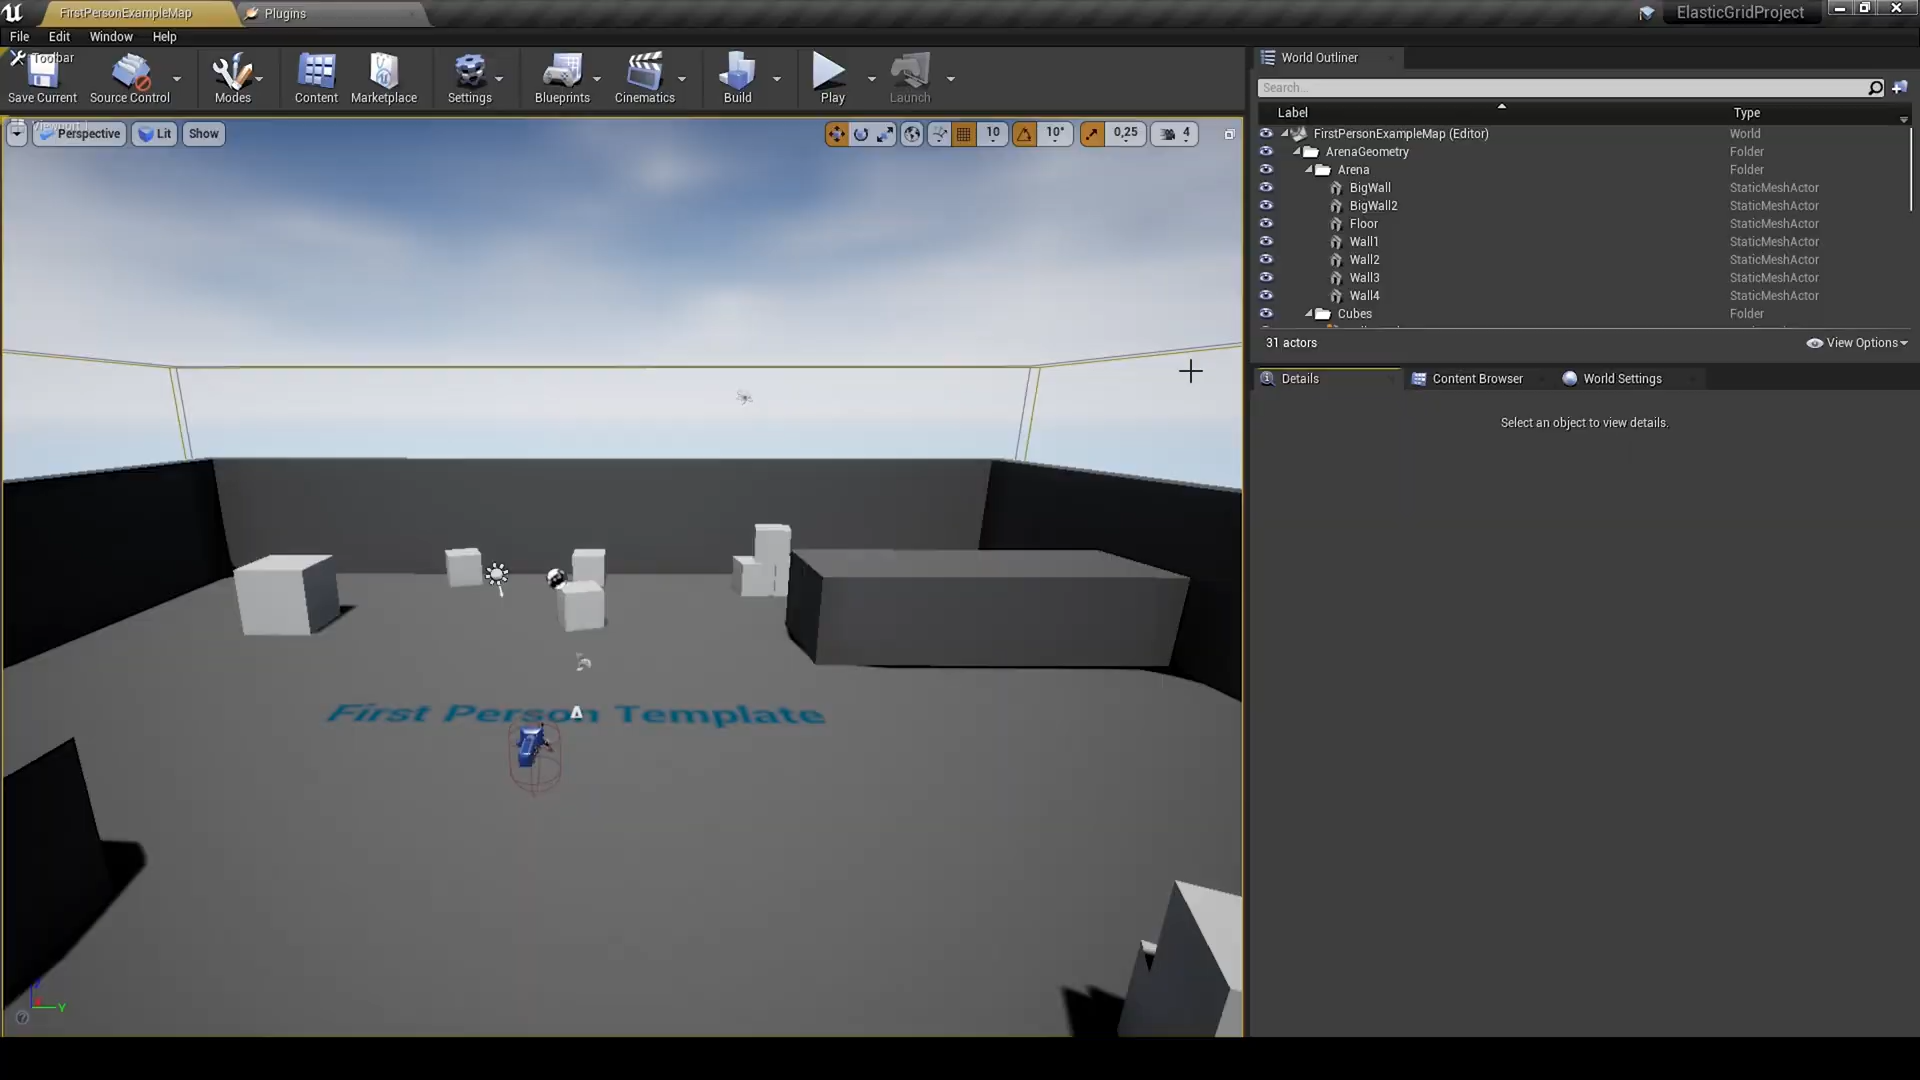 FirstPersonExampleMap
Plugins
ElasticGridProject
File Edit Window Help
Toolbar
Save Current
Source Control
Modes
Content
Marketplace
Settings
Blueprints
Cinematics
Build
Play
Launch
Viewport 1
Perspective
Lit
Show
10
10°
0,25
4
First Person Template
Y
World Outliner
Search...
Label Type
FirstPersonExampleMap (Editor) World
ArenaGeometry Folder
Arena Folder
BigWall StaticMeshActor
BigWall2 StaticMeshActor
Floor StaticMeshActor
Wall1 StaticMeshActor
Wall2 StaticMeshActor
Wall3 StaticMeshActor
Wall4 StaticMeshActor
Cubes Folder
31 actors
View Options
Details
Content Browser
World Settings
Select an object to view details.